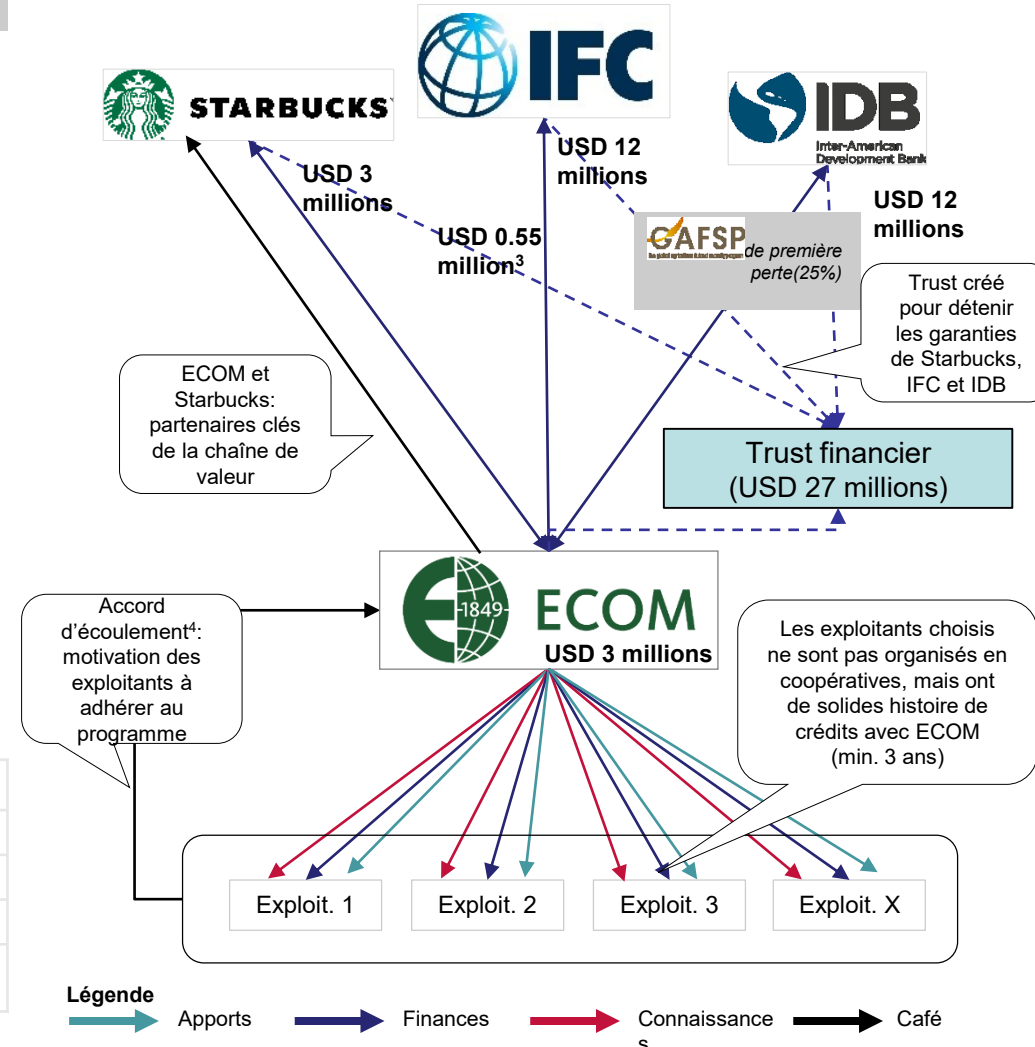 IFC
STARBUCKS
IDB
Inter-American
Development Bank
USD 12
millions
USD 3
millions
USD 12
millions
USD 0.55
million³
GAFSP
de première
perte(25%)
Trust créé
pour détenir
les garanties
de Starbucks,
IFC et IDB
ECOM et
Starbucks:
partenaires clés
de la chaîne de
valeur
Trust financier
(USD 27 millions)
1849
ECOM
USD 3 millions
Accord
d’écoulement⁴:
motivation des
exploitants à
adhérer au
programme
Les exploitants choisis
ne sont pas organisés en
coopératives, mais ont
de solides histoire de
crédits avec ECOM
(min. 3 ans)
Exploit. 1
Exploit. 2
Exploit. 3
Exploit. X
Légende
Apports
Finances
Connaissance
s
Café